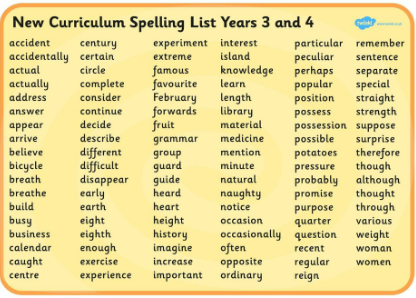 New Curriculum Spelling List Years 3 and 4
twinkl
accident
accidentally
actual
actually
address
answer
appear
arrive
believe
bicycle
breath
breathe
build
busy
business
calendar
caught
centre
century
certain
circle
complete
consider
continue
decide
describe
different
difficult
disappear
early
earth
eight
eighth
enough
exercise
experience
experiment
extreme
famous
favourite
February
forwards
fruit
grammar
group
guard
guide
heard
heart
height
history
imagine
increase
important
interest
island
knowledge
learn
length
library
material
medicine
mention
minute
natural
naughty
notice
occasion
occasionally
often
opposite
ordinary
particular
peculiar
perhaps
popular
position
possess
possession
possible
potatoes
pressure
probably
promise
purpose
quarter
question
recent
regular
reign
remember
sentence
separate
special
straight
strength
suppose
surprise
therefore
though
although
thought
through
various
weight
woman
women